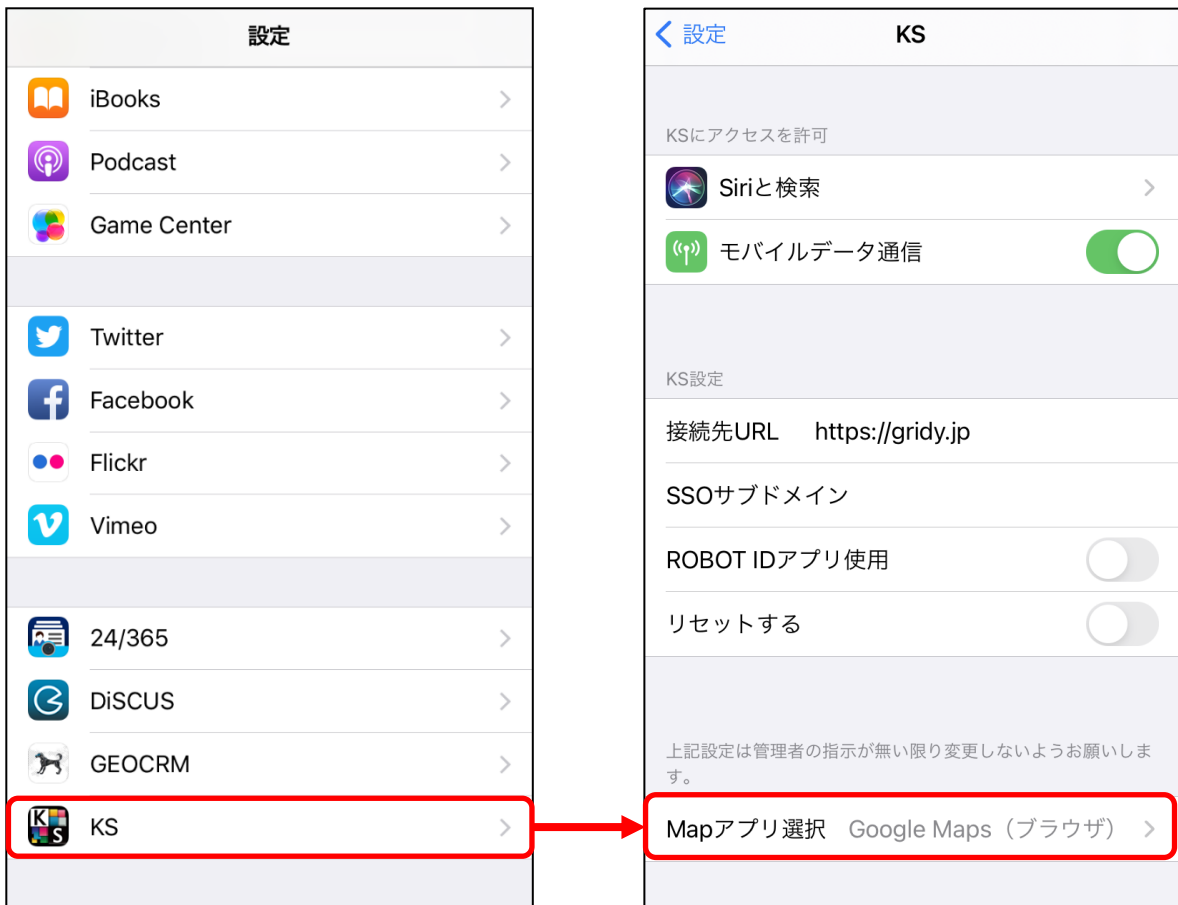 設定
iBooks
Podcast
Game Center
Twitter
Facebook
Flickr
Vimeo
24/365
DiSCUS
GEOCRM
K
S
KS
設定
KS
KSにアクセスを許可
Siriと検索
モバイルデータ通信
KS設定
接続先URL https://gridy.jp
SSOサブドメイン
ROBOT IDアプリ使用
リセットする
上記設定は管理者の指示が無い限り変更しないようお願いしま
す。
Mapアプリ選択 Google Maps（ブラウザ）